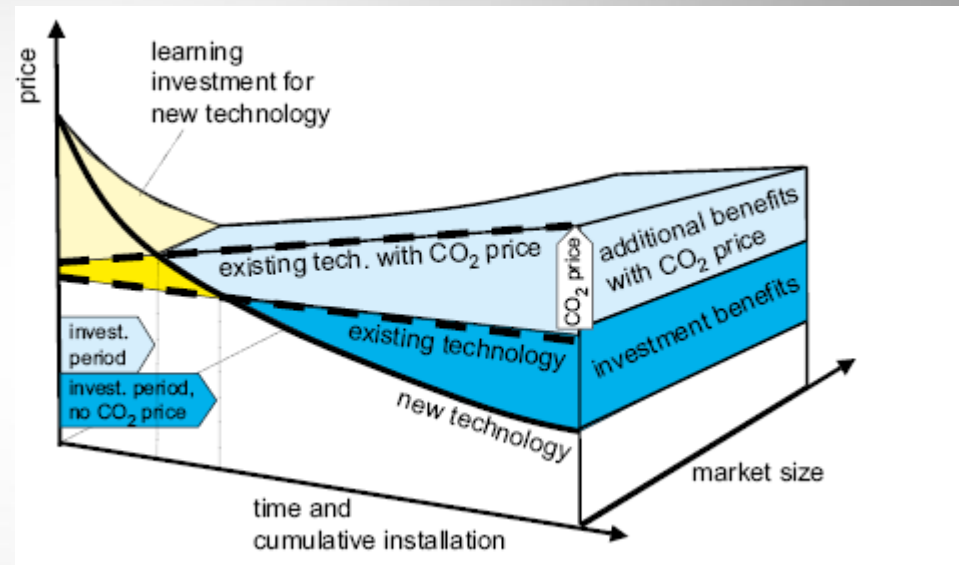 price
learning
investment for
new technology
existing tech. with CO₂ price
CO₂ price
additional benefits
with CO₂ price
invest.
period
existing technology
investment benefits
invest. period,
no CO₂ price
new technology
market size
time and
cumulative installation